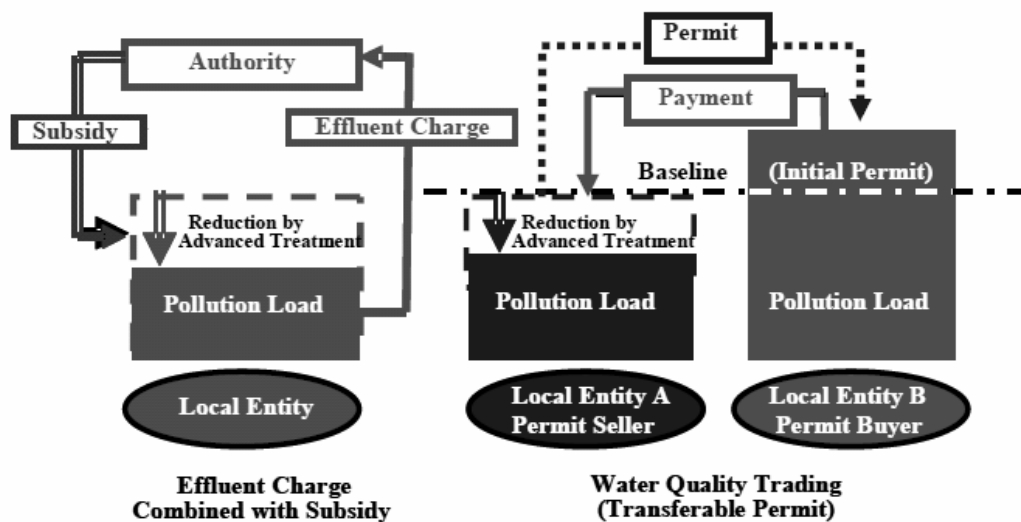 Authority
Subsidy
Effluent Charge
Reduction by
Advanced Treatment
Pollution Load
Local Entity
Effluent Charge
Combined with Subsidy
Permit
Payment
Baseline
(Initial Permit)
Reduction by
Advanced Treatment
Pollution Load
Pollution Load
Local Entity A
Permit Seller
Local Entity B
Permit Buyer
Water Quality Trading
(Transferable Permit)